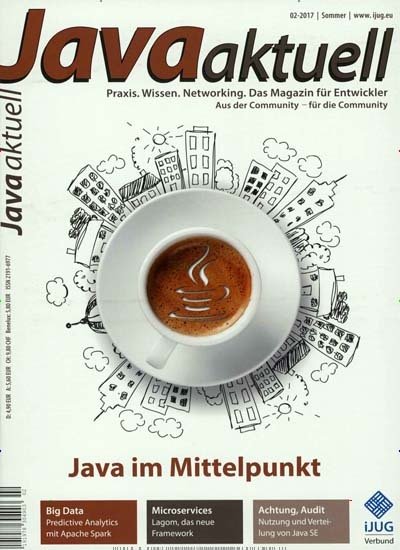 02-2017 | Sommer | www.ijug.eu
Javaaktuell
Praxis. Wissen. Networking. Das Magazin für Entwickler
Aus der Community – für die Community
Java aktuell
D: 4,90 EUR A: 5,60 EUR CH: 9,80 CHF Benelux: 5,80 EUR ISSN 2191-6977
Java im Mittelpunkt
Big Data
Predictive Analytics
mit Apache Spark
Microservices
Lagom, das neue
Framework
Achtung, Audit
Nutzung und Vertei-
lung von Java SE
iJUG
Verbund